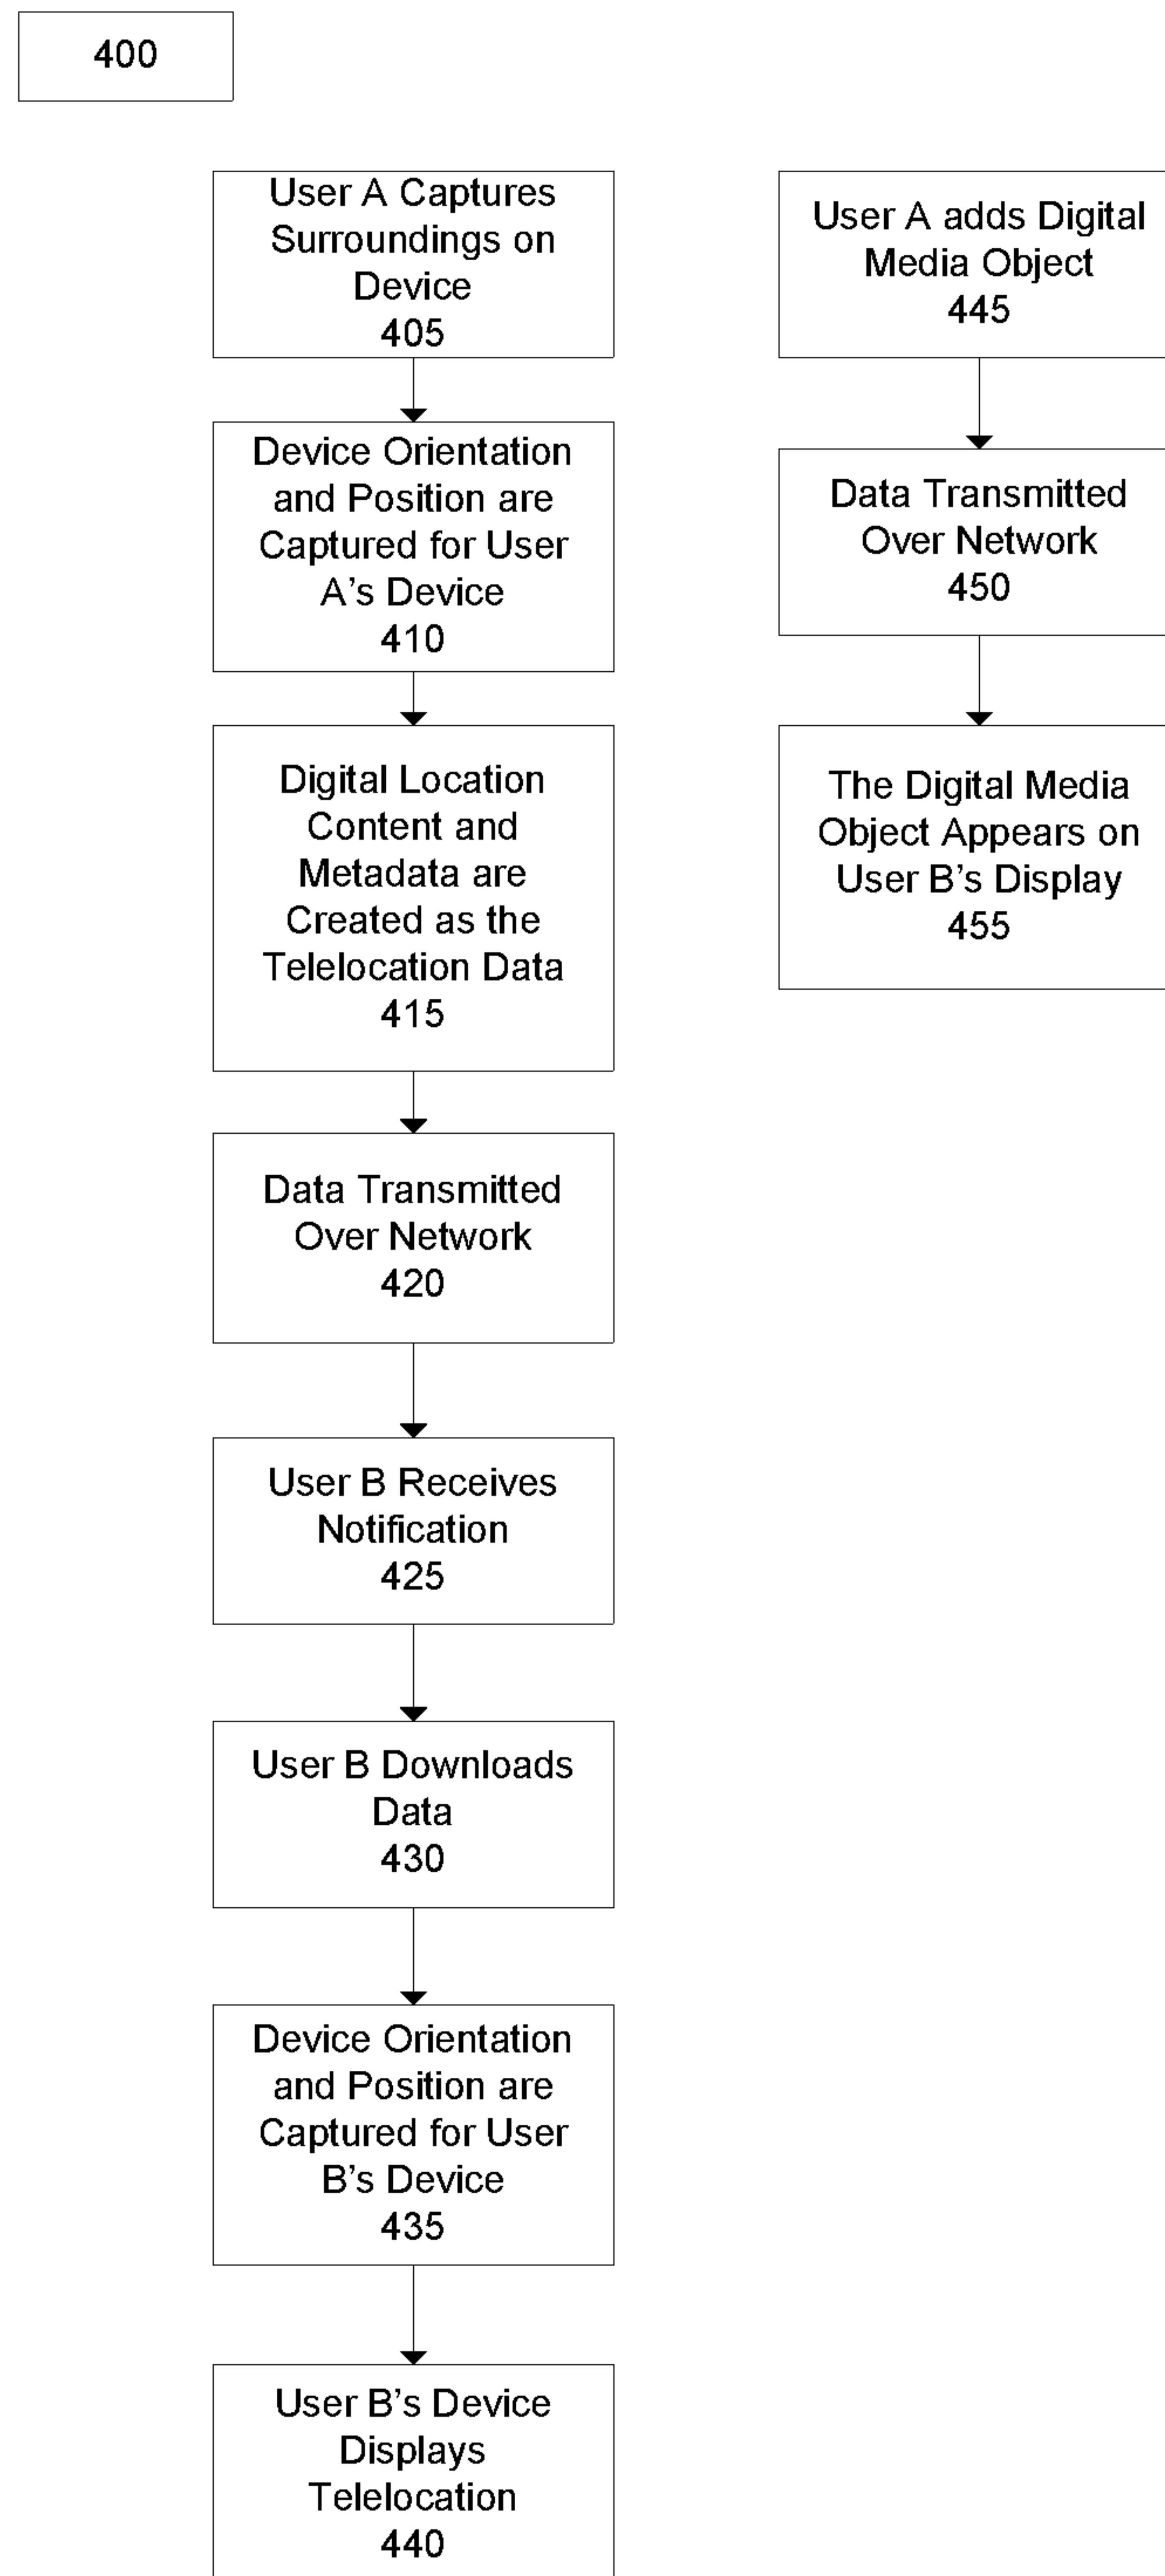 400
User A Captures
Surroundings on
Device
405
Device Orientation
and Position are
Captured for User
A's Device
410
Digital Location
Content and
Metadata are
Created as the
Telelocation Data
415
Data Transmitted
Over Network
420
User B Receives
Notification
425
User B Downloads
Data
430
Device Orientation
and Position are
Captured for User
B's Device
435
User B's Device
Displays
Telelocation
440
User A adds Digital
Media Object
445
Data Transmitted
Over Network
450
The Digital Media
Object Appears on
User B's Display
455